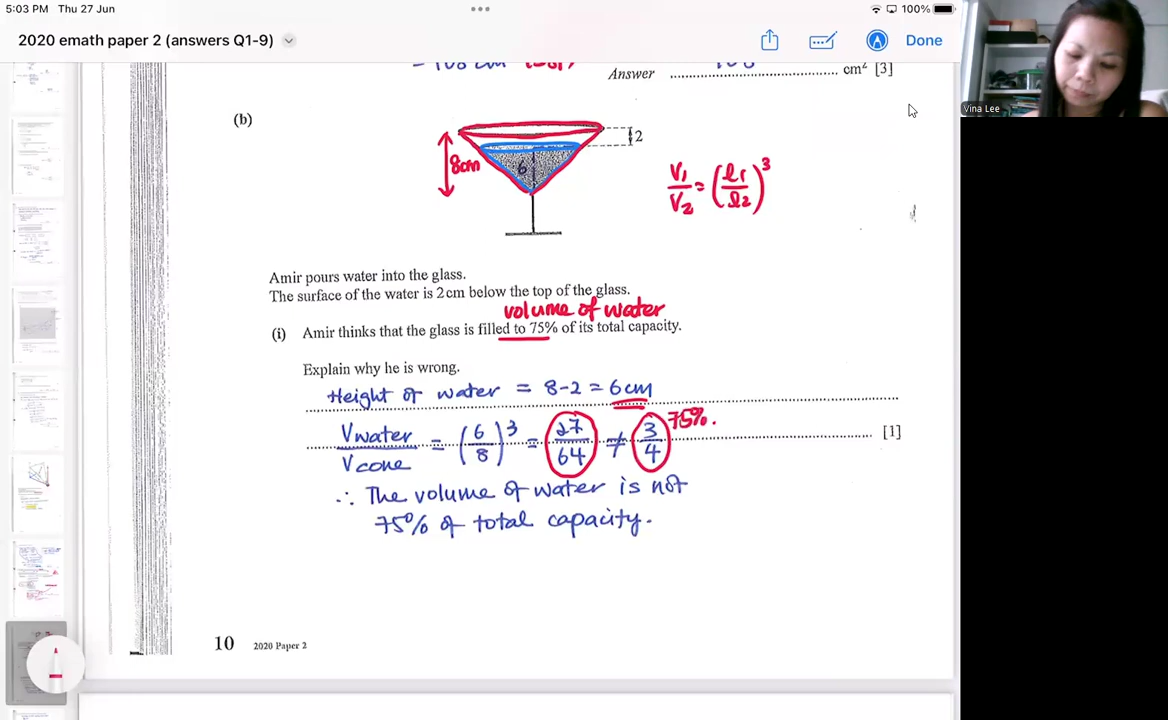 5:03 PM Thu 27 Jun
100%
2020 emath paper 2 (answers Q1-9)
Done
Answer
cm² [3]
Vina Lee
(b)
2
8cm
6
V₁/V₂ = (l₁/l₂)³
Amir pours water into the glass.
The surface of the water is 2 cm below the top of the glass.
volume of water
(i) Amir thinks that the glass is filled to 75% of its total capacity.
Explain why he is wrong.
Height of water = 8-2 = 6cm
Vwater/Vcone = (6/8)³ = 27/64 ≠ 3/4 75%.
[1]
∴ The volume of water is not
75% of total capacity.
10 2020 Paper 2